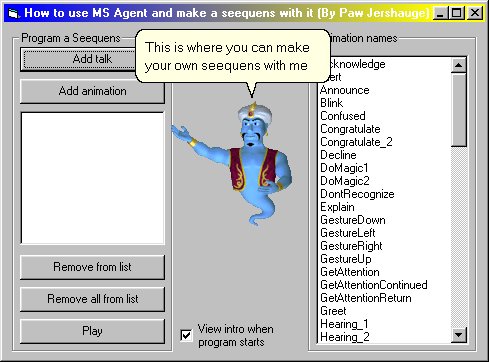 How to use MS Agent and make a seequens with it (By Paw Jershauge)
Program a Seequens
Add talk
Add animation
Remove from list
Remove all from list
Play
This is where you can make
your own seequens with me
View intro when
program starts
names
Acknowledge
Alert
Announce
Blink
Confused
Congratulate
Congratulate_2
Decline
DoMagic1
DoMagic2
DontRecognize
Explain
GestureDown
GestureLeft
GestureRight
GestureUp
GetAttention
GetAttentionContinued
GetAttentionReturn
Greet
Hearing_1
Hearing_2